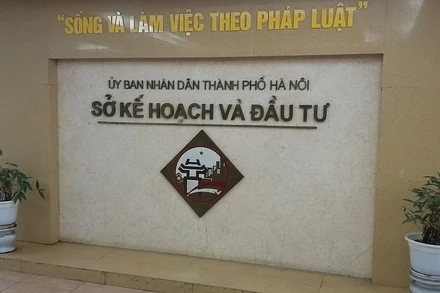 "SỐNG VÀ LÀM VIỆC THEO PHÁP LUẬT"
ỦY BAN NHÂN DÂN THÀNH PHỐ HÀ NỘI
SỞ KẾ HOẠCH VÀ ĐẦU TƯ